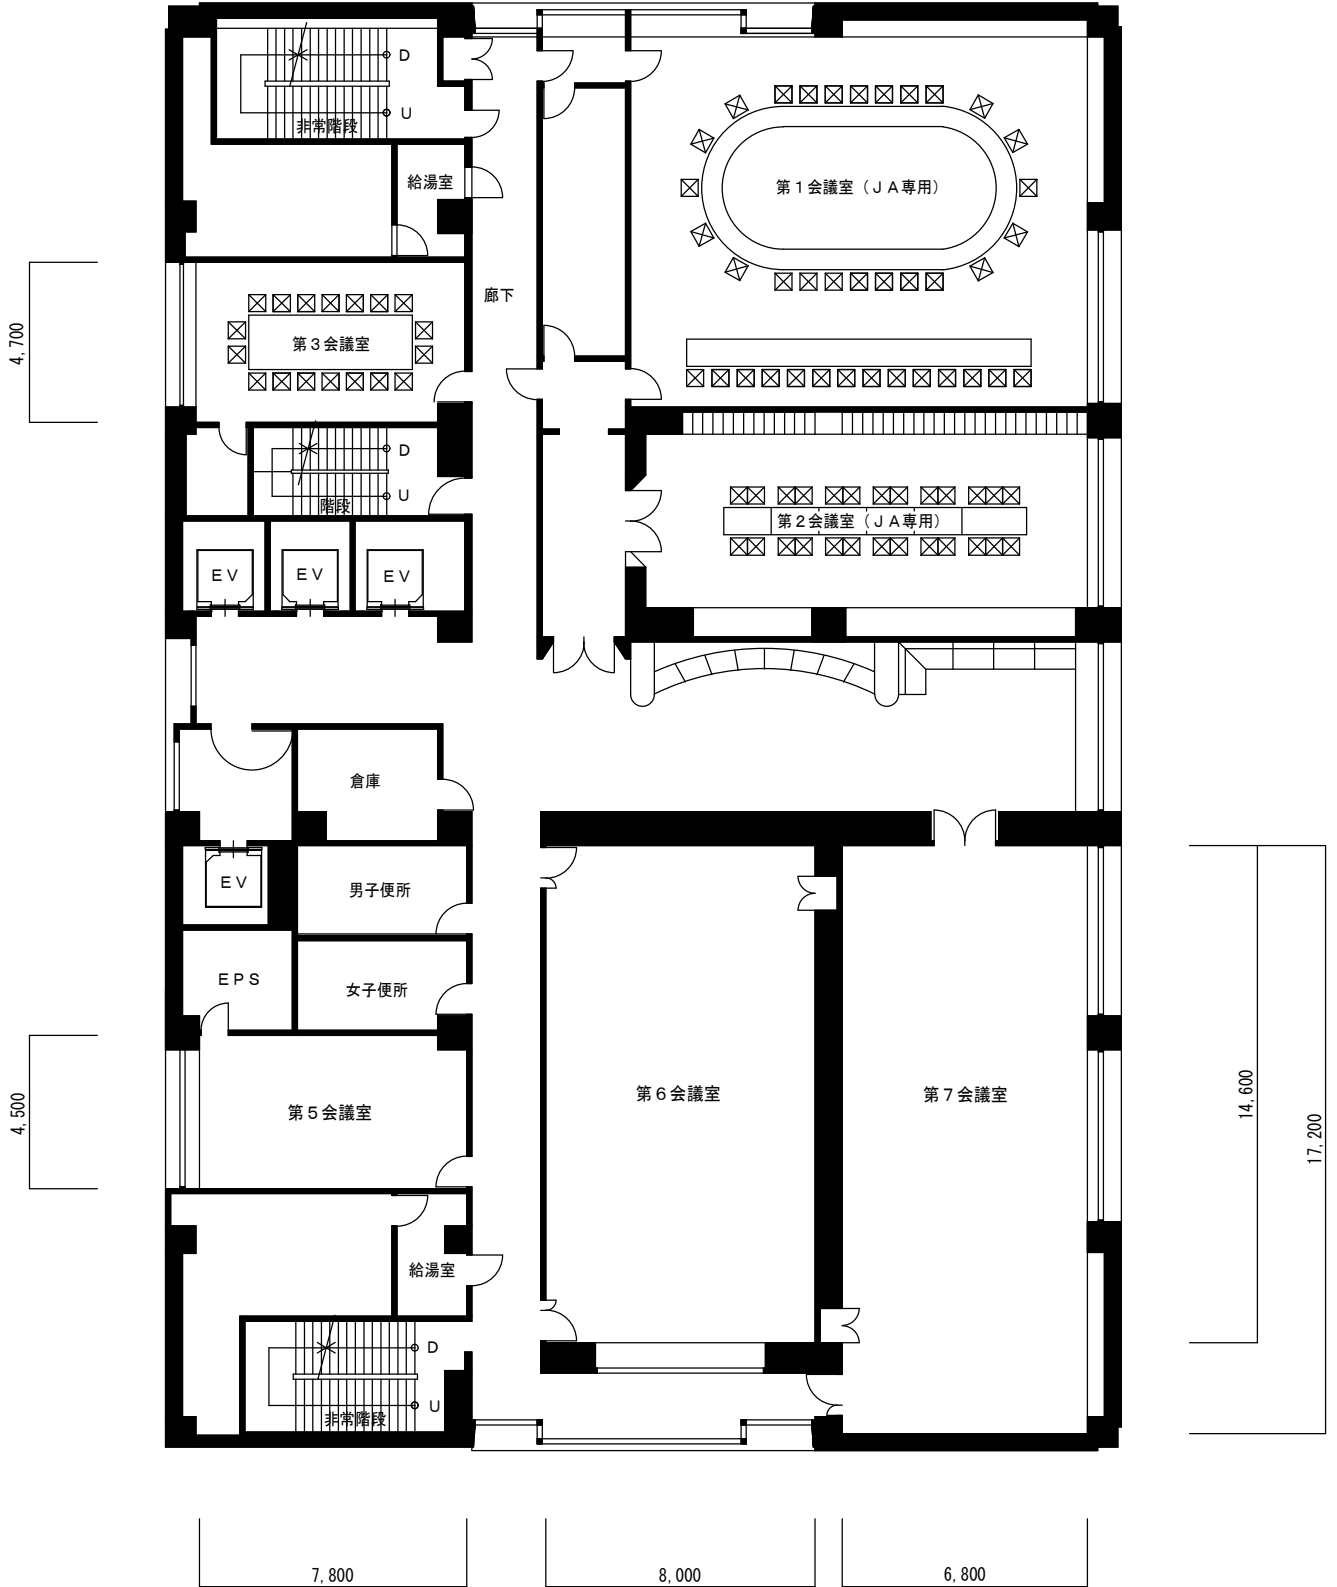 D
U
非常階段
給湯室
第1会議室（JA専用）
廊下
4,700
第3会議室
D
U
階段
第2会議室（JA専用）
EV
EV
EV
倉庫
EV
男子便所
EPS
女子便所
4,500
第5会議室
第6会議室
第7会議室
14,600
17,200
給湯室
D
U
非常階段
7,800
8,000
6,800